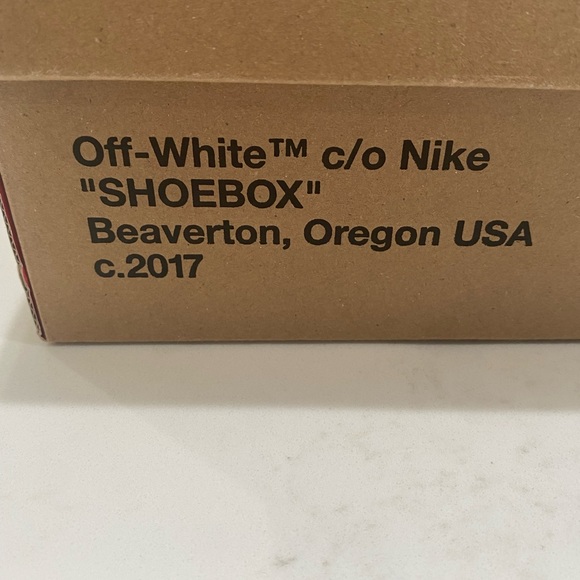 Off-White™ c/o Nike
"SHOEBOX"
Beaverton, Oregon USA
c.2017